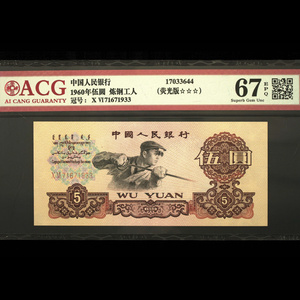 ACG
AI CANG GUARANTY
中国人民银行
1960年伍圆 炼钢工人
冠号: X VI71671933
17033644
(荧光版☆☆☆)
67 EPQ
Superb Gem Unc
中國人民銀行
伍圓
X VI 71671933
WU YUAN
5
5